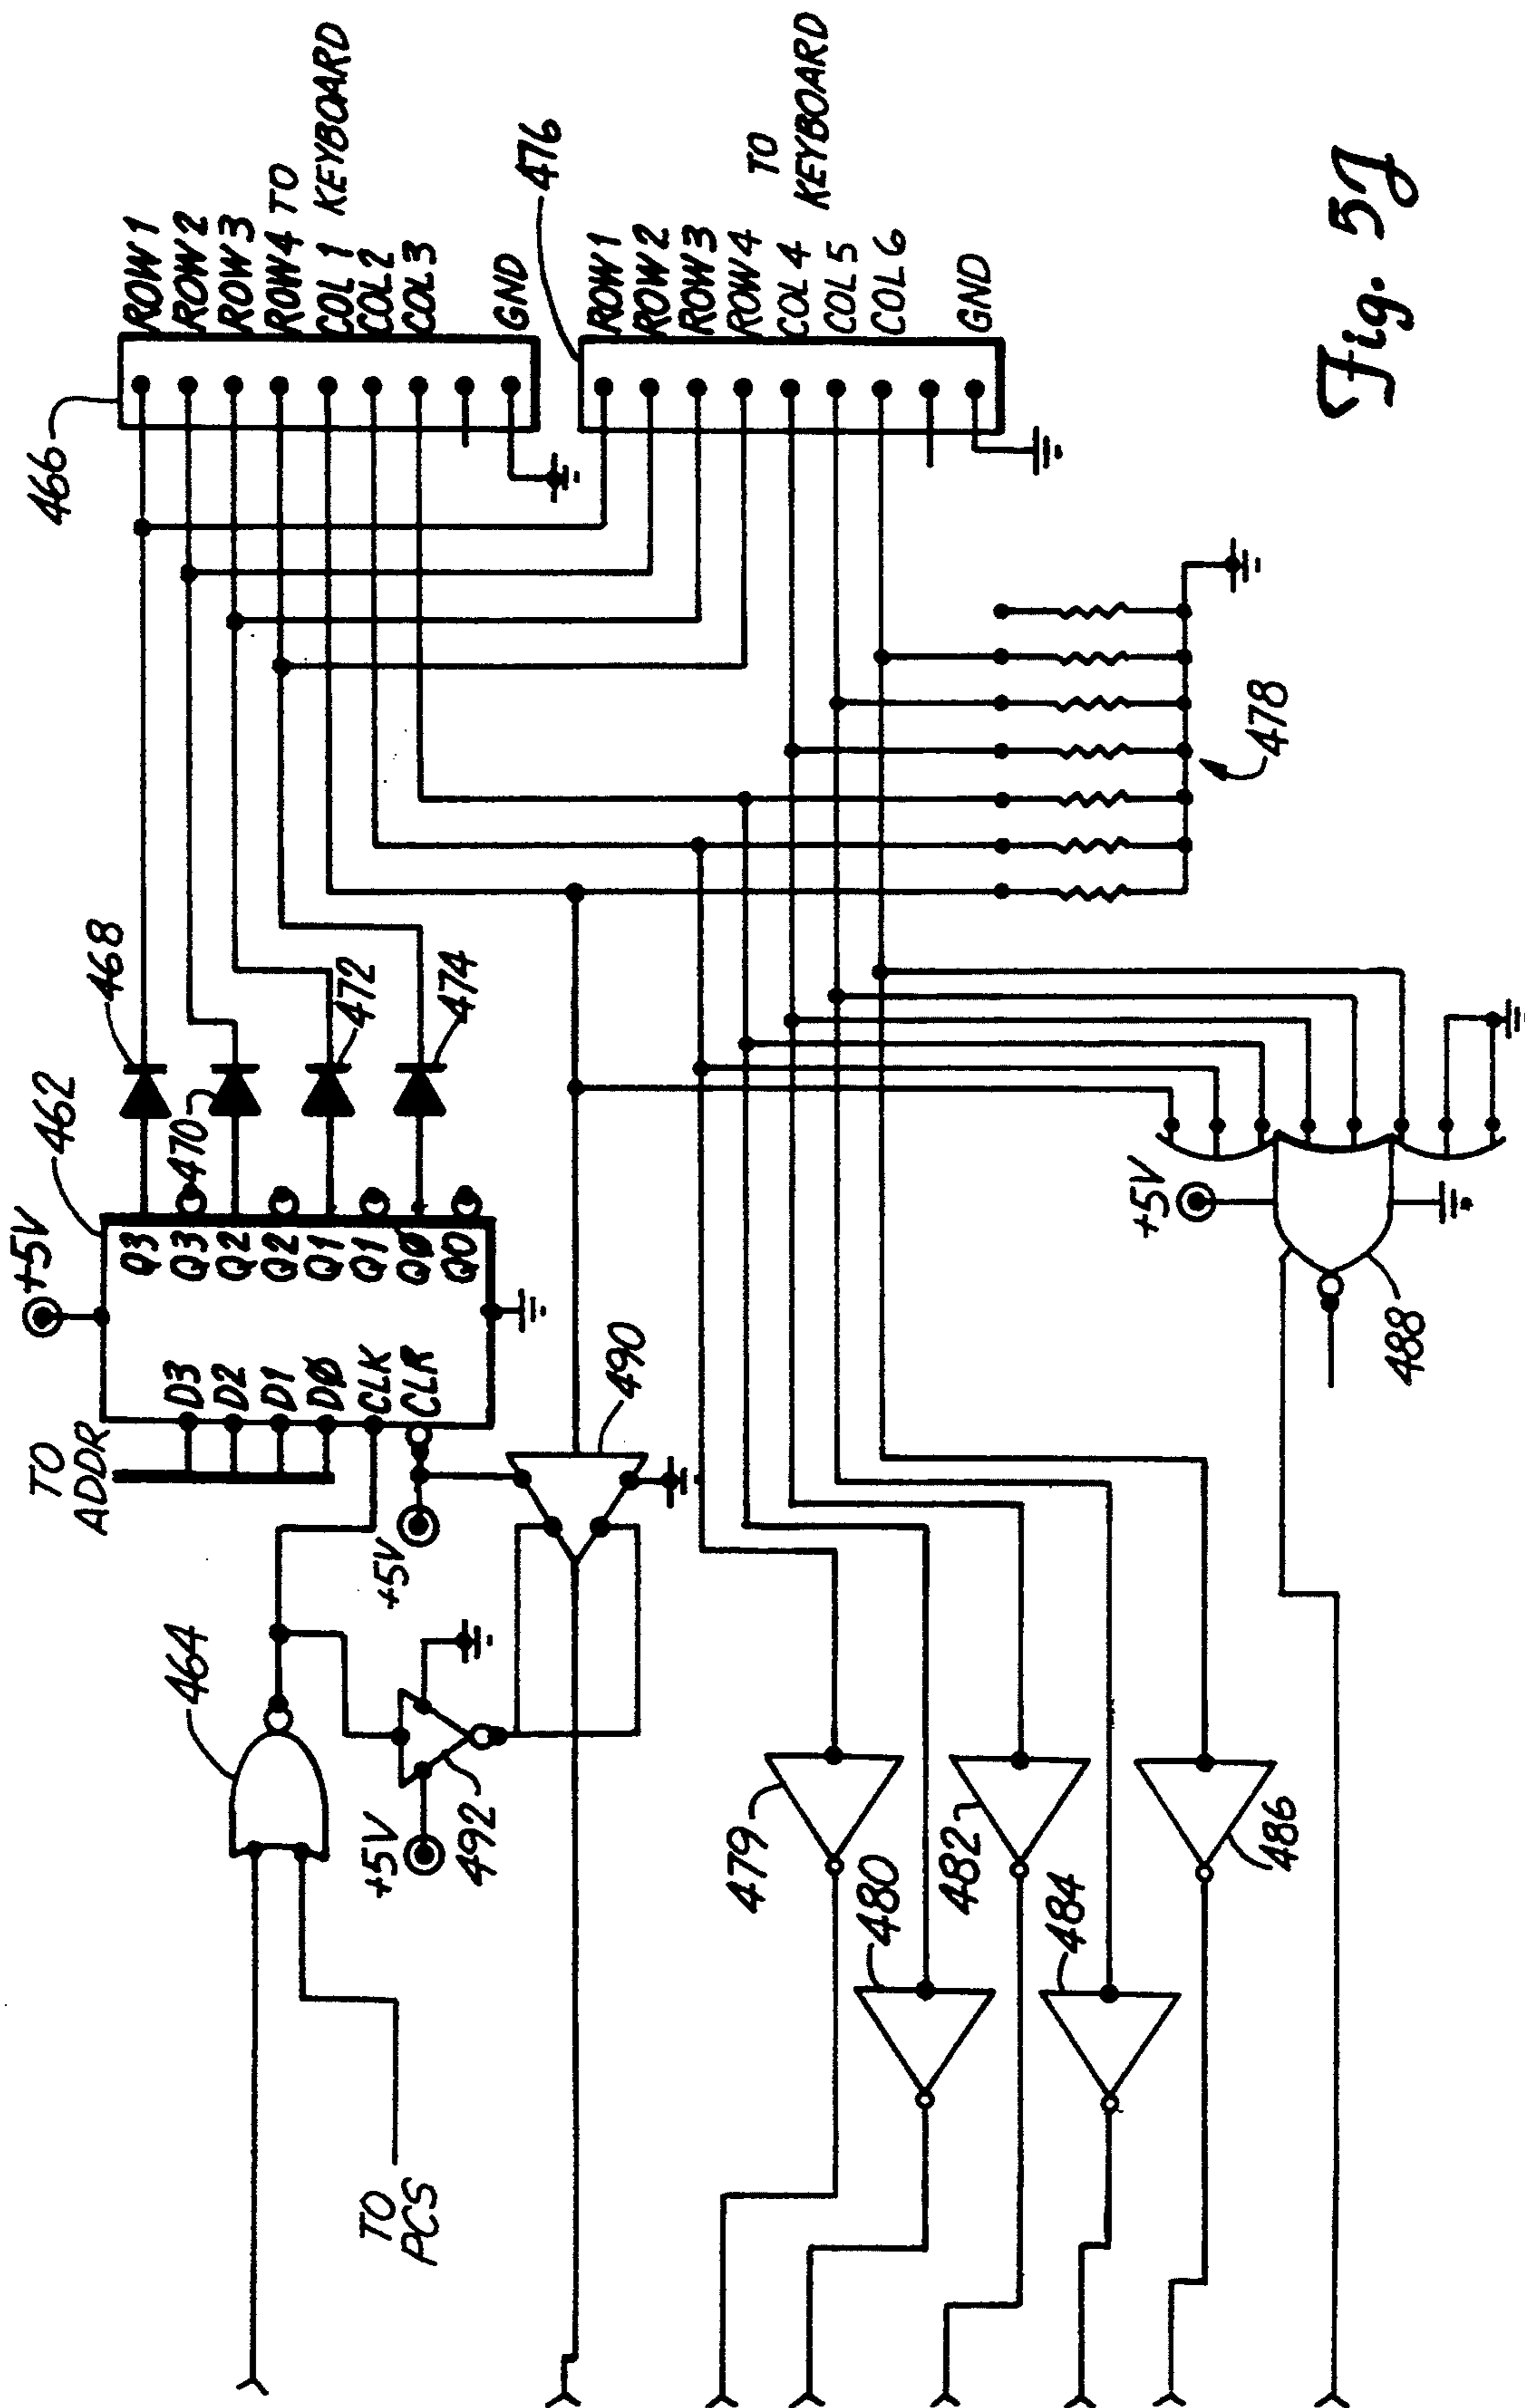 466
ROW 1
ROW 2
ROW 3
ROW 4 TO
KEYBOARD
COL 1
COL 2
COL 3
GND
476
ROW 1
ROW 2
ROW 3
ROW 4
COL 4
COL 5
COL 6
TO
KEYBOARD
GND
468
470
472
474
478
462
+5V
Q3
Q3
Q2
Q2
Q1
Q1
QØ
QO
D3
D2
D1
DØ
CLK
CLR
TO
ADDR
+5V
490
464
+5V
492
TO
PCS
479
480
482
484
486
+5V
488
Fig. 5J